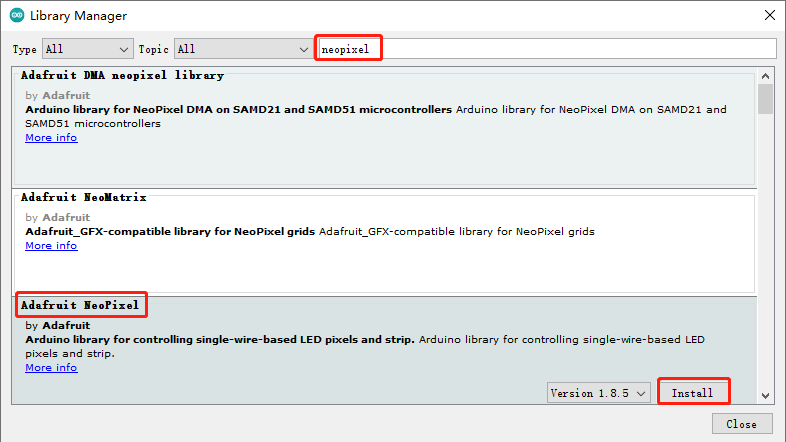 Library Manager
Type All Topic All neopixel
Adafruit DMA neopixel library
by Adafruit
Arduino library for NeoPixel DMA on SAMD21 and SAMD51 microcontrollers Arduino library for NeoPixel DMA on SAMD21 and
SAMD51 microcontrollers
More info
Adafruit NeoMatrix
by Adafruit
Adafruit_GFX-compatible library for NeoPixel grids Adafruit_GFX-compatible library for NeoPixel grids
More info
Adafruit NeoPixel
by Adafruit
Arduino library for controlling single-wire-based LED pixels and strip. Arduino library for controlling single-wire-based LED
pixels and strip.
More info
Version 1.8.5 Install
Close